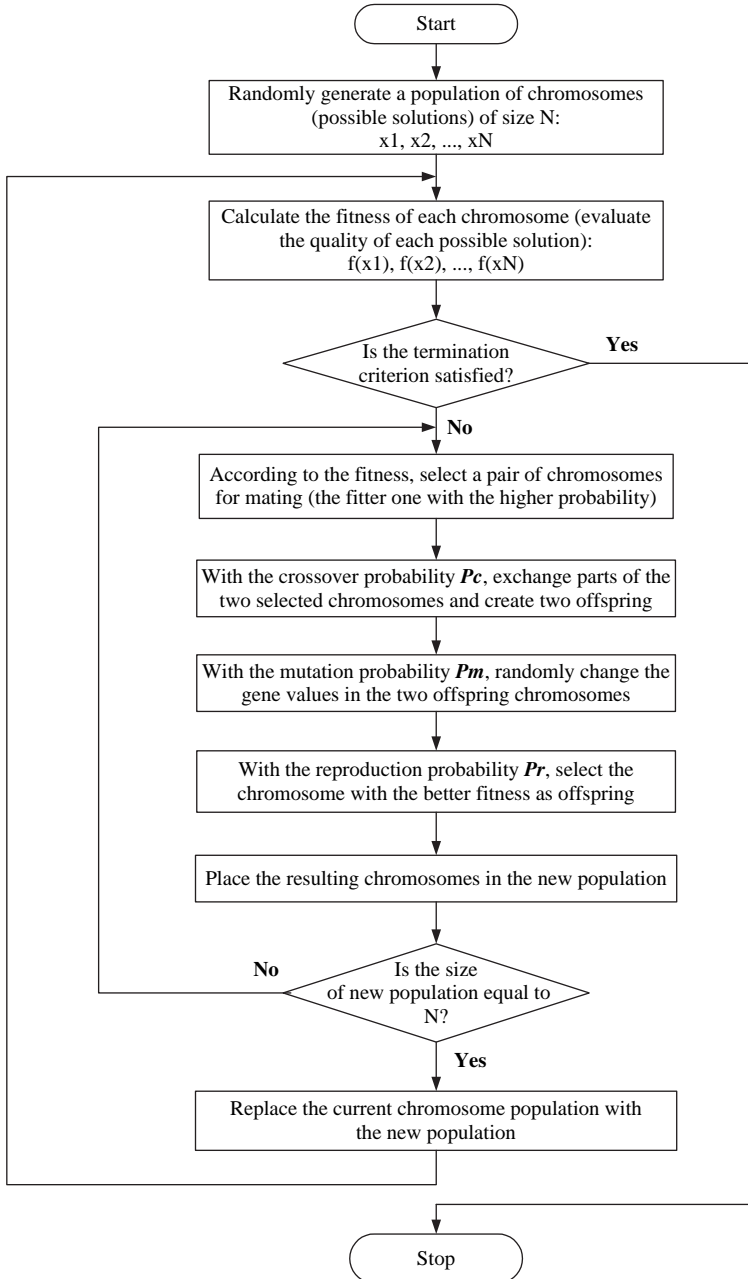 Start
Randomly generate a population of chromosomes
(possible solutions) of size N:
x1, x2, ..., xN
Calculate the fitness of each chromosome (evaluate
the quality of each possible solution):
f(x1), f(x2), ..., f(xN)
Is the termination
criterion satisfied?
Yes
No
According to the fitness, select a pair of chromosomes
for mating (the fitter one with the higher probability)
With the crossover probability Pc, exchange parts of the
two selected chromosomes and create two offspring
With the mutation probability Pm, randomly change the
gene values in the two offspring chromosomes
With the reproduction probability Pr, select the
chromosome with the better fitness as offspring
Place the resulting chromosomes in the new population
No
Is the size
of new population equal to
N?
Yes
Replace the current chromosome population with
the new population
Stop